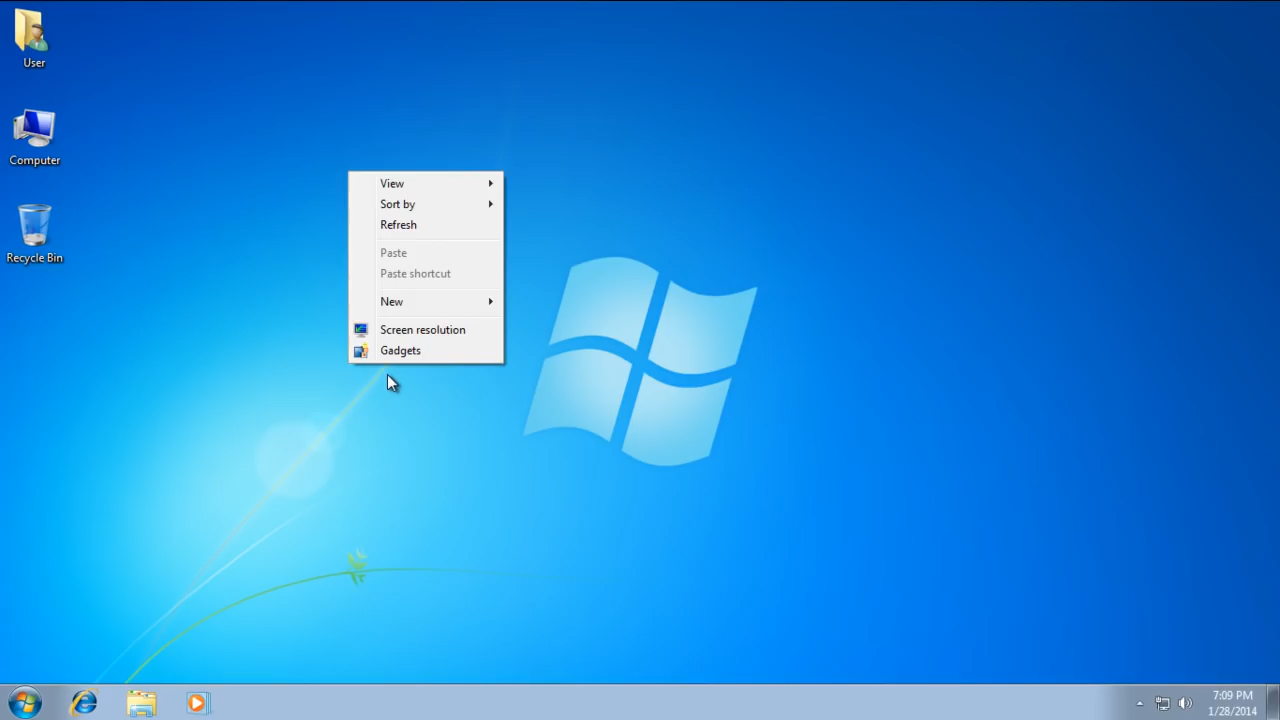 User
Computer
Recycle Bin
View
Sort by
Refresh
Paste
Paste shortcut
New
Screen resolution
Gadgets
7:09 PM
1/28/2014